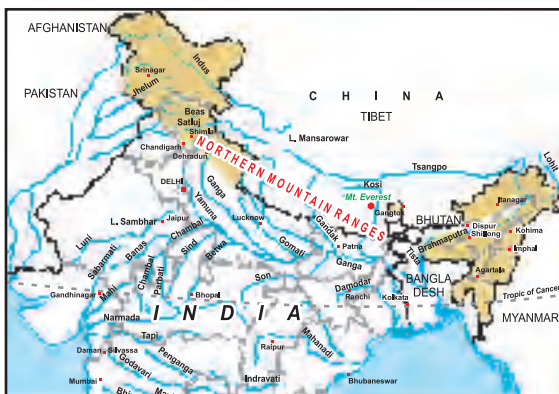 AFGHANISTAN
Indus
Srinagar
Jhelum
PAKISTAN
C H I N A
TIBET
Beas
Satluj
Shimla
Chandigarh
Dehradun
L. Mansarowar
Tsangpo
Lohit
NORTHERN MOUNTAIN RANGES
DELHI
Ganga
Yamuna
Kosi
Mt. Everest
Gangtok
Itanagar
BHUTAN
L. Sambhar
Jaipur
Chambal
Lucknow
Gomati
Gandak
Patna
Ganga
Tista
Brahmaputra
Dispur
Shillong
Kohima
Imphal
Luni
Sabarmati
Banas
Mahi
Chambal
Parbati
Sind
Betwa
Son
Damodar
Ranchi
BANGLA
DESH
Agartala
Tropic of Cancer
Gandhinagar
Bhopal
Kolkata
MYANMAR
I N D I A
Narmada
Tapi
Daman
Silvassa
Godavari
Penganga
Raipur
Mahanadi
Mumbai
Indravati
Bhubaneswar